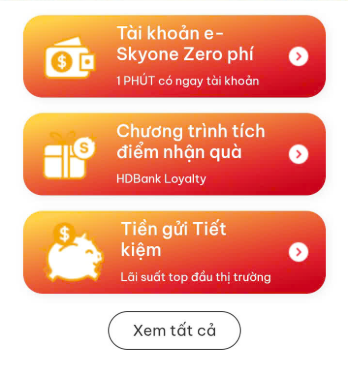 Tài khoản e-
Skyone Zero phí
1 PHÚT có ngay tài khoản
Chương trình tích
điểm nhận quà
HDBank Loyalty
Tiền gửi Tiết
kiệm
Lãi suất top đầu thị trường
Xem tất cả